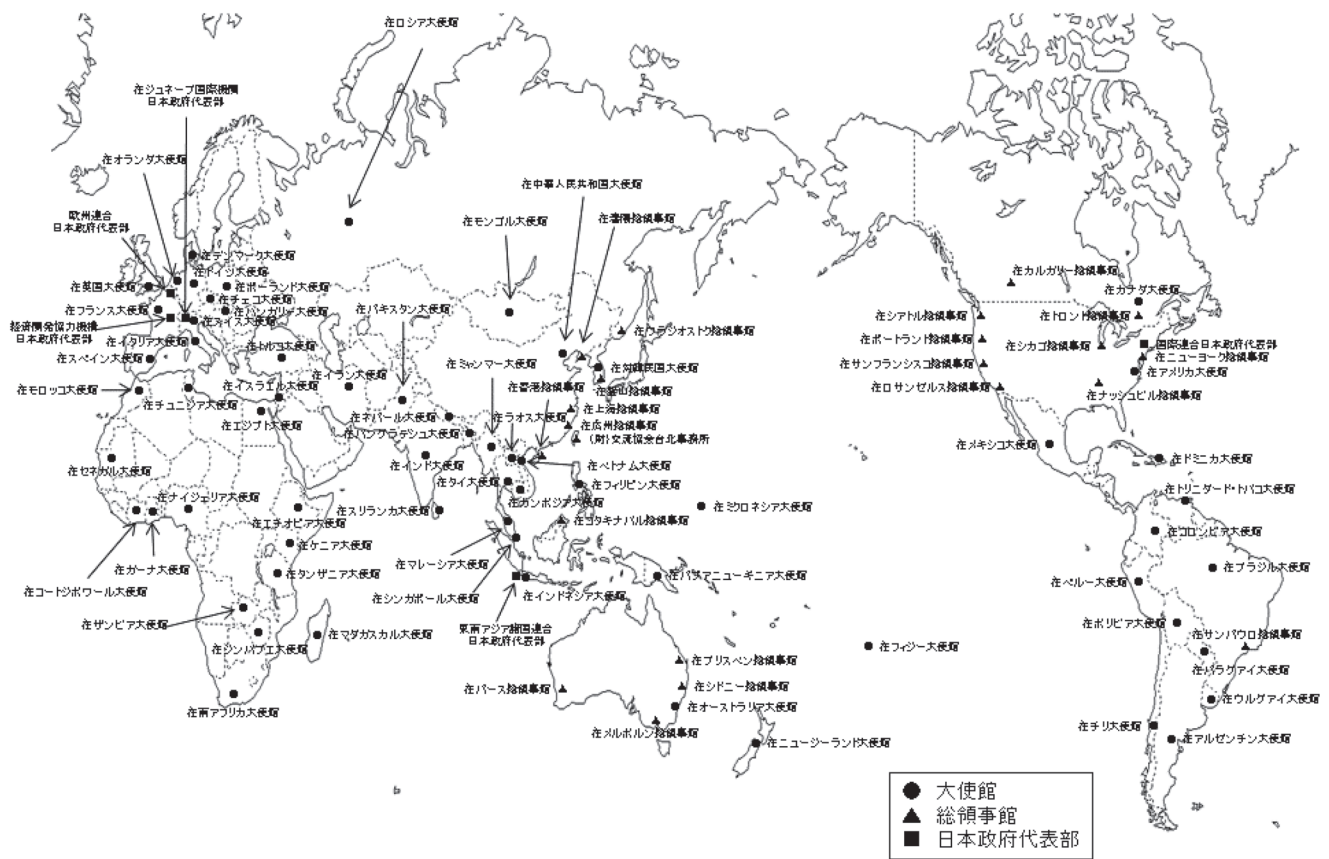 在ロシア大使館
在ジュネーブ国際機関
日本政府代表部
在オランダ大使館
在中華人民共和国大使館
欧州連合
日本政府代表部
在モンゴル大使館
在瀋陽総領事館
在デンマーク大使館
在ドイツ大使館
在英国大使館
在ポーランド大使館
在チェコ大使館
在フランス大使館
在ハンガリー大使館
経済開発協力機構
日本政府代表部
在スイス大使館
在パキスタン大使館
在イタリア大使館
在スペイン大使館
在トルコ大使館
在ミャンマー大使館
在ウラジオストク総領事館
在モロッコ大使館
在イスラエル大使館
在イラン大使館
在香港総領事館
在大韓民国大使館
在釜山総領事館
在チュニジア大使館
在エジプト大使館
在ネパール大使館
在ラオス大使館
在上海総領事館
在バングラデシュ大使館
在広州総領事館
(財)交流協会台北事務所
在セネガル大使館
在インド大使館
在ベトナム大使館
在タイ大使館
在フィリピン大使館
在ナイジェリア大使館
在カンボジア大使館
在エチオピア大使館
在スリランカ大使館
在コタキナバル総領事館
在ミクロネシア大使館
在ケニア大使館
在ガーナ大使館
在マレーシア大使館
在タンザニア大使館
在パプアニューギニア大使館
在コートジボワール大使館
在シンガポール大使館
在インドネシア大使館
在ザンビア大使館
東南アジア諸国連合
日本政府代表部
在マダガスカル大使館
在ジンバブエ大使館
在フィジー大使館
在ブリスベン総領事館
在パース総領事館
在シドニー総領事館
在南アフリカ大使館
在オーストラリア大使館
在メルボルン総領事館
在ニュージーランド大使館
在カルガリー総領事館
在カナダ大使館
在シアトル総領事館
在トロント総領事館
在ポートランド総領事館
在シカゴ総領事館
国際連合日本政府代表部
在ニューヨーク総領事館
在サンフランシスコ総領事館
在アメリカ大使館
在ロサンゼルス総領事館
在ナッシュビル総領事館
在メキシコ大使館
在ドミニカ大使館
在トリニダード・トバコ大使館
在コロンビア大使館
在ブラジル大使館
在ペルー大使館
在ボリビア大使館
在サンパウロ総領事館
在パラグアイ大使館
在ウルグアイ大使館
在チリ大使館
在アルゼンチン大使館
● 大使館
▲ 総領事館
■ 日本政府代表部